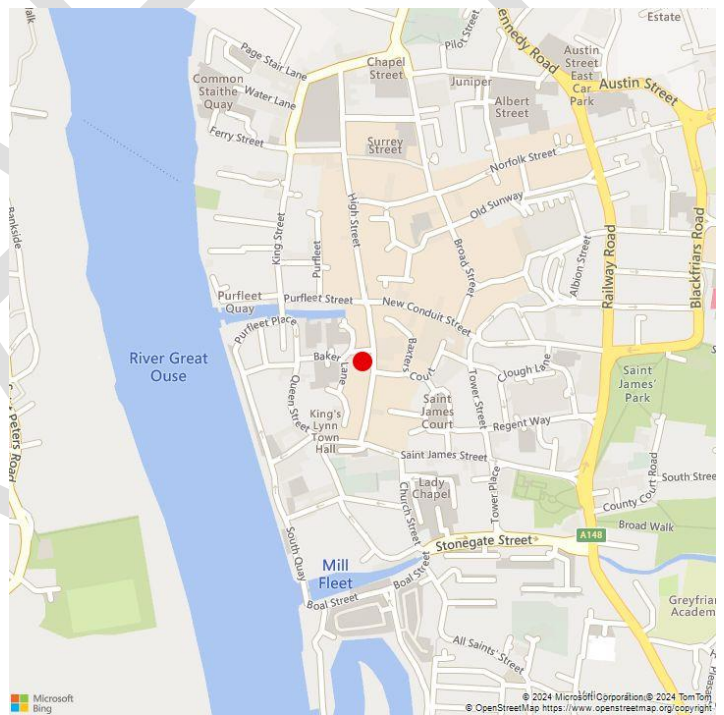 Estate
Pilot Street
Kennedy Road
Page Stair Lane
Chapel
Street
Austin
Street
East
Car
Park
Common
Staithe
Quay
Water Lane
Juniper
Albert
Street
Austin Street
Ferry Street
Surrey
Street
Norfolk Street
Bankside
King Street
High Street
Old Sunway
Purfleet
Broad Street
Albion Street
Railway Road
Blackfriars Road
Purfleet
Quay
Purfleet Street
New Conduit Street
Purfleet Place
River Great
Ouse
Baker
Lane
Baxters
Court
Clough Lane
Saint
James'
Park
Queen Street
Tower Street
Saint
James
Court
King's
Lynn
Town
Hall
Regent Way
Peters Road
Saint James Street
Lady
Chapel
Church Street
Tower Place
County Court Road
South Stree
Broad Walk
A148
Stonegate Street
South Quay
Mill
Fleet
Boal Street
Boal Street
Greyfriar
Academ
All Saints' Street
Microsoft
Bing
© 2024 Microsoft Corporation © 2024 TomTom
© OpenStreetMap https://www.openstreetmap.org/copyright